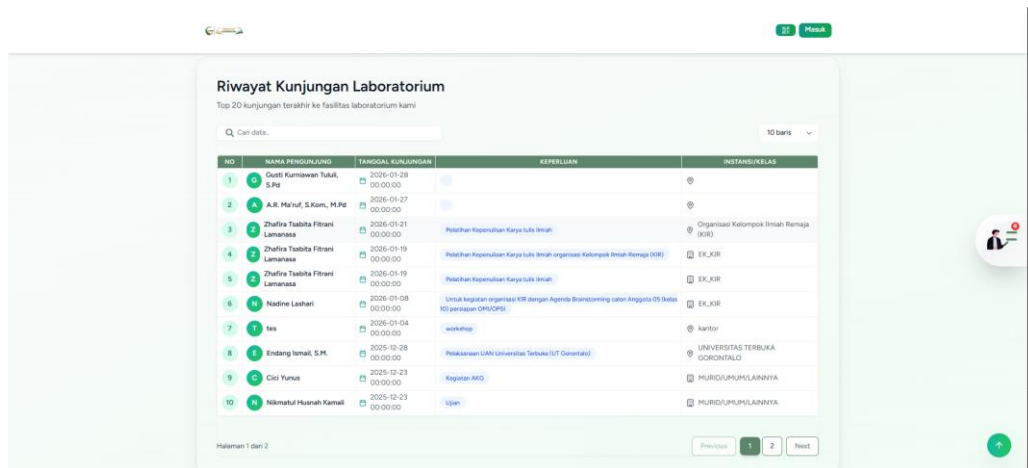 Masuk
Riwayat Kunjungan Laboratorium
Top 20 kunjungan terakhir ke fasilitas laboratorium kami
Cari data..
10 baris
NO NAMA PENGUNJUNG TANGGAL KUNJUNGAN KEPERLUAN INSTANSI/KELAS
1 G Gusti Kurniawan Tululi, S.Pd 2026-01-28 00:00:00
2 A A.R. Ma'ruf, S.Kom., M.Pd 2026-01-27 00:00:00
3 Z Zhafira Tsabita Fitrani Lamanasa 2026-01-21 00:00:00 Pelatihan Kepenulisan Karya tulis ilmiah Organisasi Kelompok Ilmiah Remaja (KIR)
4 Z Zhafira Tsabita Fitrani Lamanasa 2026-01-19 00:00:00 Pelatihan Kepenulisan Karya tulis ilmiah organisasi Kelompok Ilmiah Remaja (KIR) EK_KIR
5 Z Zhafira Tsabita Fitrani Lamanasa 2026-01-19 00:00:00 Pelatihan Kepenulisan Karya tulis ilmiah EK_KIR
6 N Nadine Lashari 2026-01-08 00:00:00 Untuk kegiatan organisasi KIR dengan Agenda Brainstorming calon Anggota 05 (kelas 10) persiapan OMI/OPSI EK_KIR
7 T tes 2026-01-04 00:00:00 workshop kantor
8 E Endang Ismail, S.M. 2025-12-28 00:00:00 Pelaksanaan UAN Universitas Terbuka (UT Gorontalo) UNIVERSITAS TERBUKA GORONTALO
9 C Cici Yunus 2025-12-23 00:00:00 Kegiatan AKG MURID/UMUM/LAINNYA
10 N Nikmatul Husnah Kamali 2025-12-23 00:00:00 Ujian MURID/UMUM/LAINNYA
Halaman 1 dari 2
Previous 1 2 Next